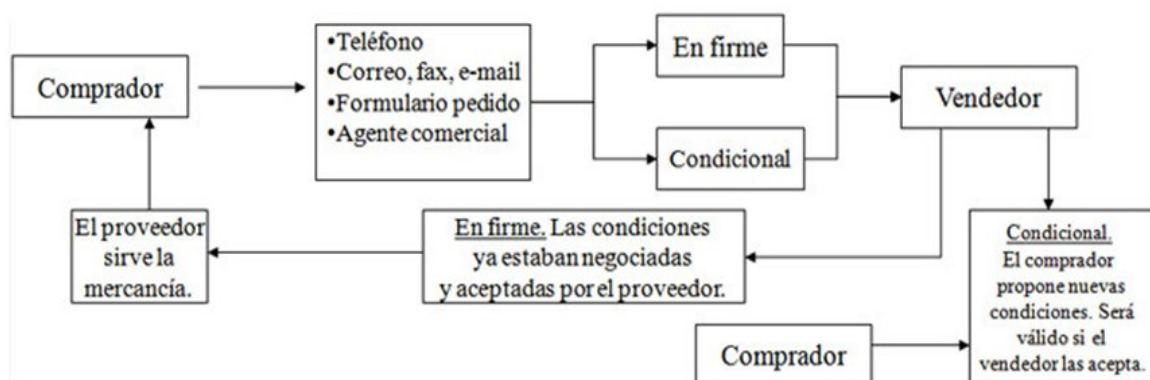 Comprador
•Teléfono
•Correo, fax, e-mail
•Formulario pedido
•Agente comercial
En firme
Condicional
Vendedor
El proveedor
sirve la
mercancía.
En firme. Las condiciones
ya estaban negociadas
y aceptadas por el proveedor.
Condicional.
El comprador
propone nuevas
condiciones. Será
válido si el
vendedor las acepta.
Comprador